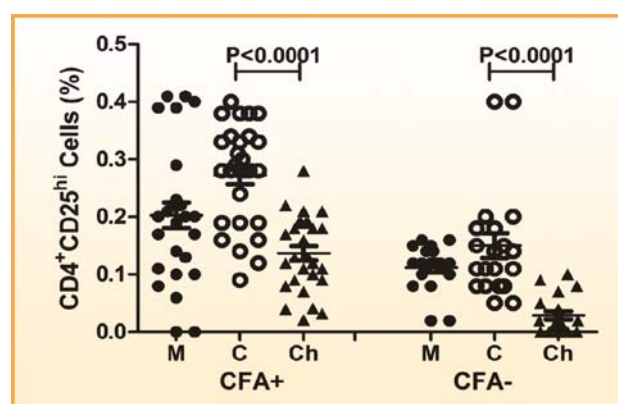 P<0.0001 P<0.0001
CD4⁺CD25ʰⁱ Cells (%)
0.5
0.4
0.3
0.2
0.1
0.0
M C Ch M C Ch
CFA+ CFA-